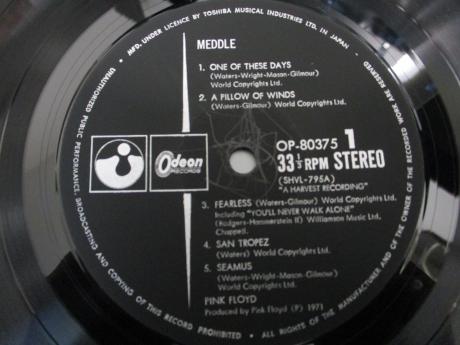 MFD. UNDER LICENCE BY TOSHIBA MUSICAL INDUSTRIES LTD. IN JAPAN • ALL RIGHTS OF THE MANUFACTURER AND OF THE OWNER OF THE RECORDED WORK ARE RESERVED
UNAUTHORIZED PUBLIC PERFORMANCE, BROADCASTING AND COPYING OF THIS RECORD PROHIBITED •
MEDDLE
1. ONE OF THESE DAYS
(Waters-Wright-Mason-Gilmour)
World Copyrights Ltd.
2. A PILLOW OF WINDS
(Waters-Gilmour) World Copyrights Ltd.
Odeon
RECORDS
OP-80375 1
33 1/3 RPM STEREO
(SHVL-795A)
"A HARVEST RECORDING"
3. FEARLESS (Waters-Gilmour) World Copyrights Ltd.
Including "YOU'LL NEVER WALK ALONE"
(Rodgers-Hammerstein II) Williamson Music Ltd.
Chappell.
4. SAN TROPEZ
(Waters) World Copyrights Ltd.
5. SEAMUS
(Waters-Wright-Mason-Gilmour)
World Copyrights Ltd.
PINK FLOYD
Produced by Pink Floyd (P) 1971